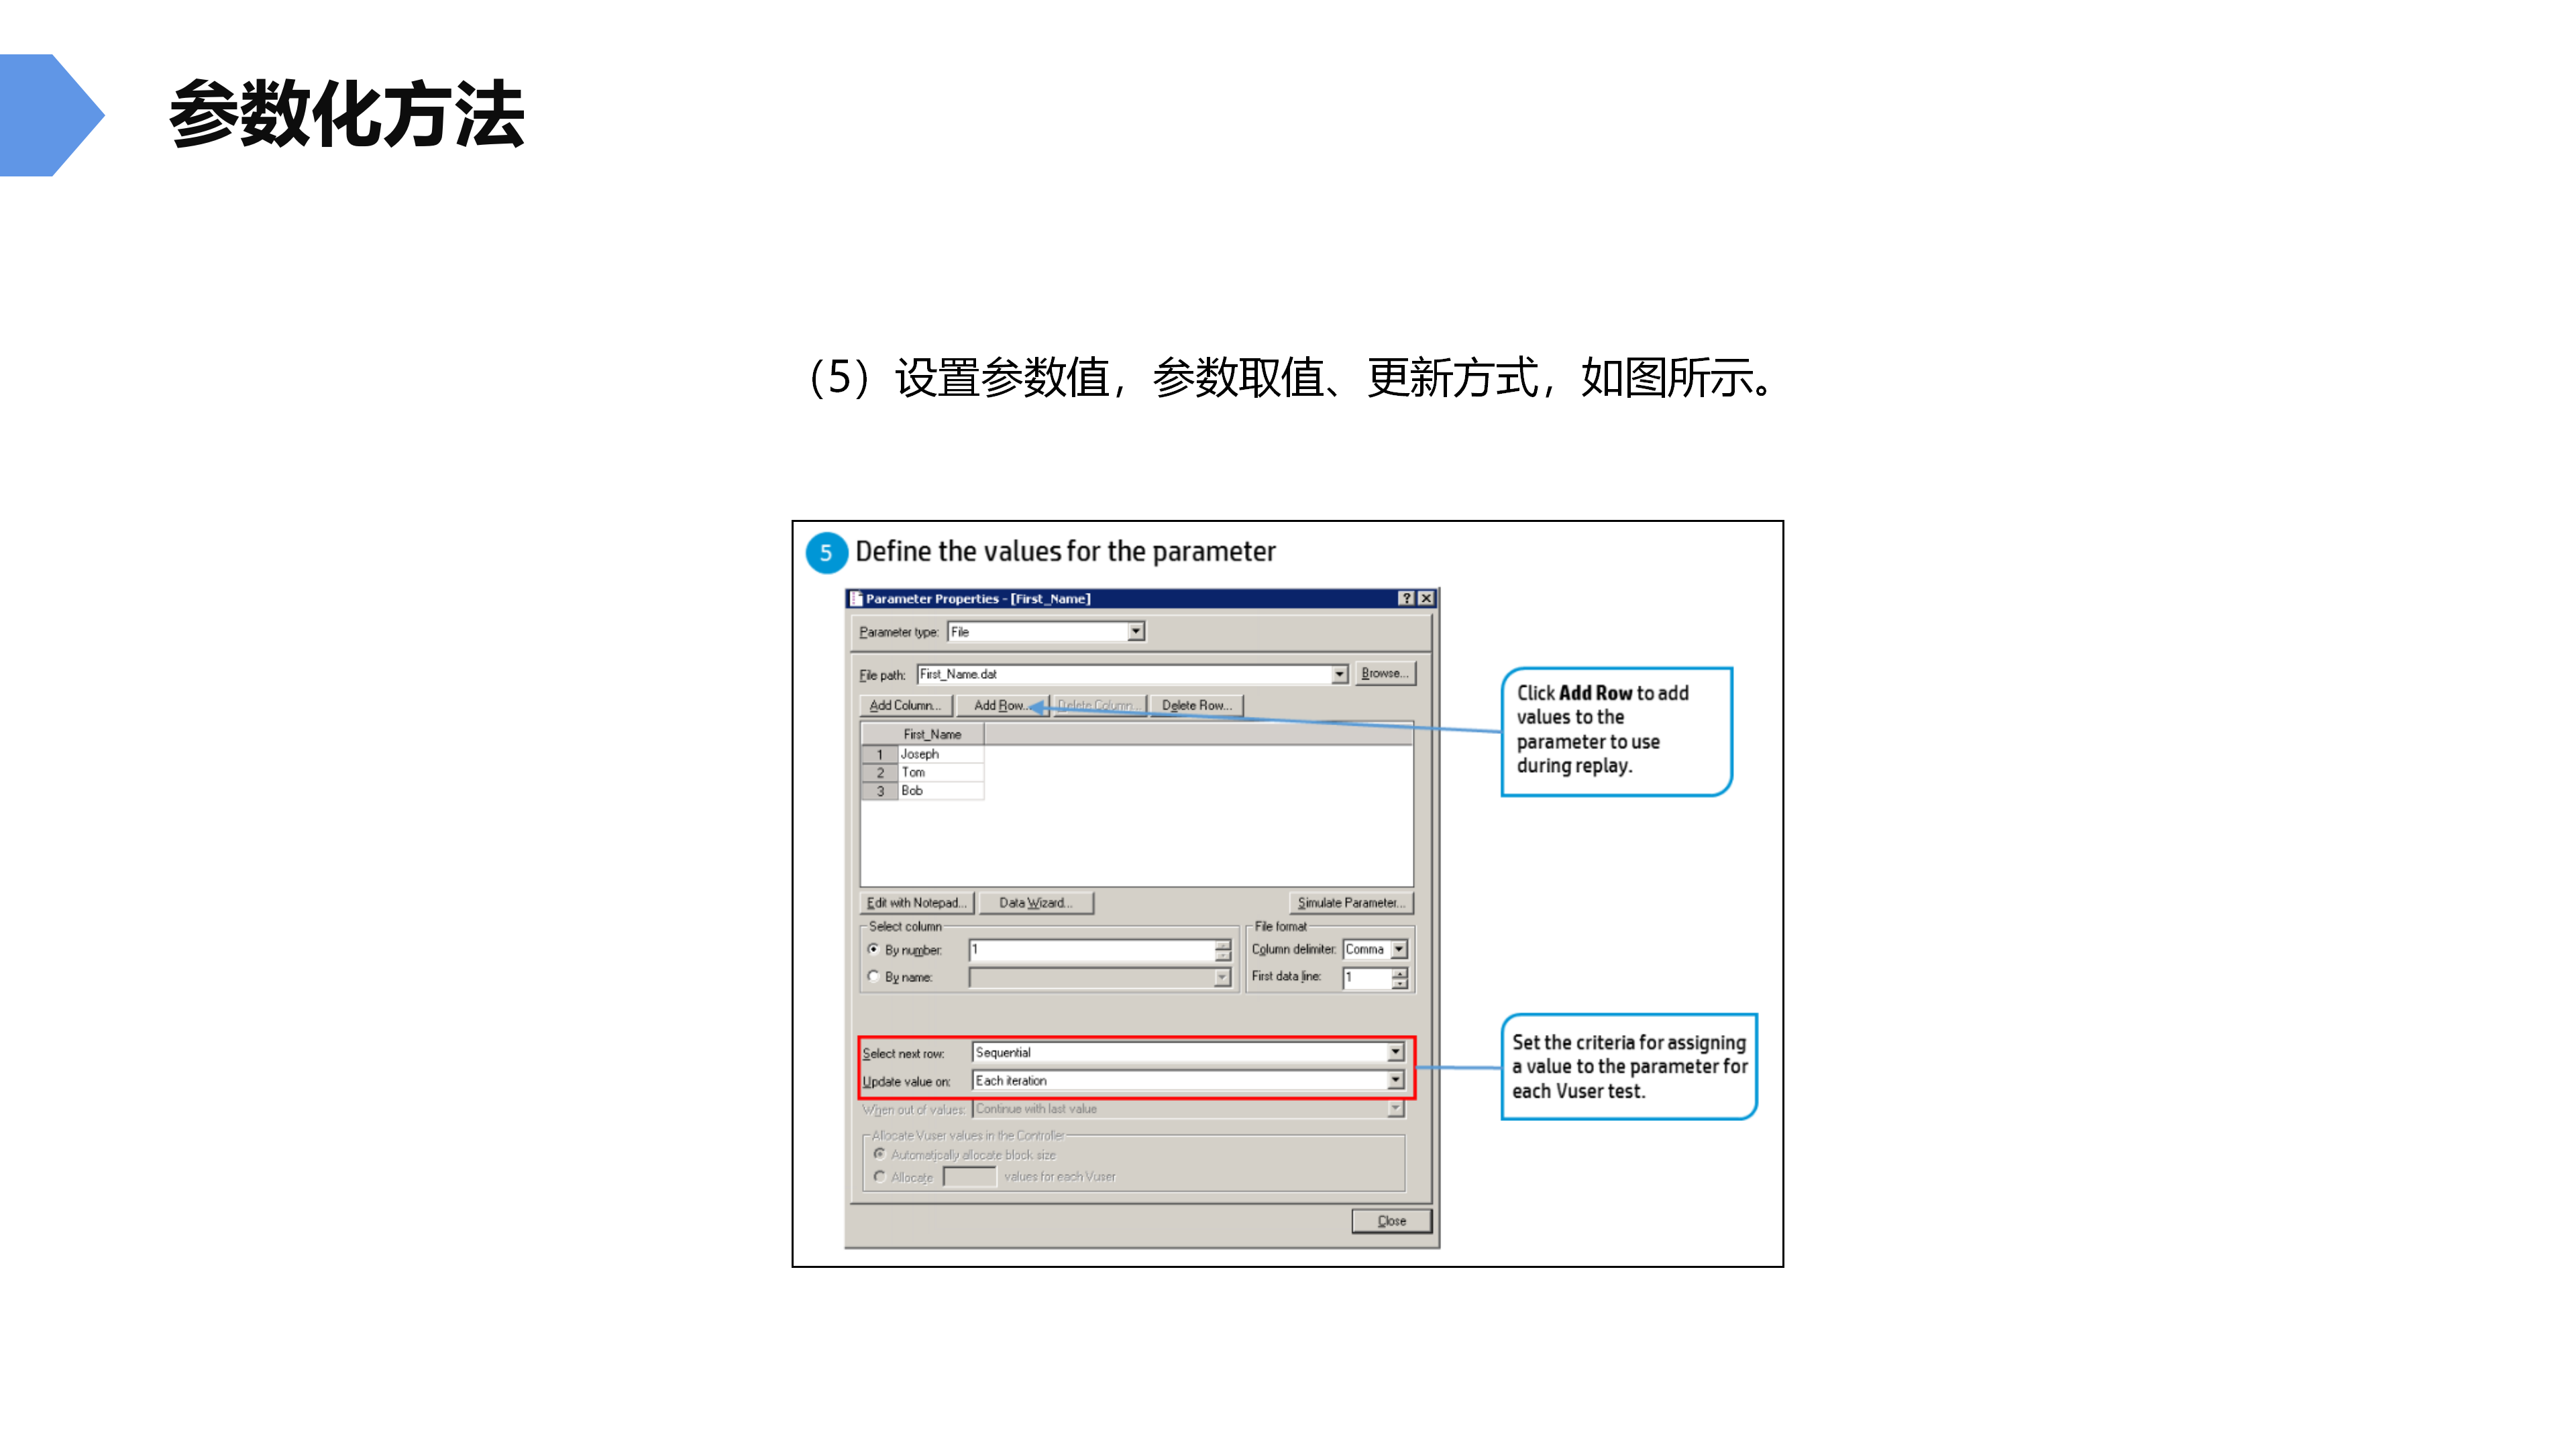 参数化方法
（5）设置参数值，参数取值、更新方式，如图所示。
5 Define the values for the parameter
Parameter Properties - [First_Name]
Parameter type: File
File path: First_Name.dat Browse...
Add Column... Add Row... Delete Column... Delete Row...
First_Name
1 Joseph
2 Tom
3 Bob
Click Add Row to add
values to the
parameter to use
during replay.
Edit with Notepad... Data Wizard... Simulate Parameter...
Select column
By number: 1
By name:
File format
Column delimiter: Comma
First data line: 1
Select next row: Sequential
Update value on: Each iteration
When out of values: Continue with last value
Set the criteria for assigning
a value to the parameter for
each Vuser test.
Allocate Vuser values in the Controller
Automatically allocate block size
Allocate values for each Vuser
Close